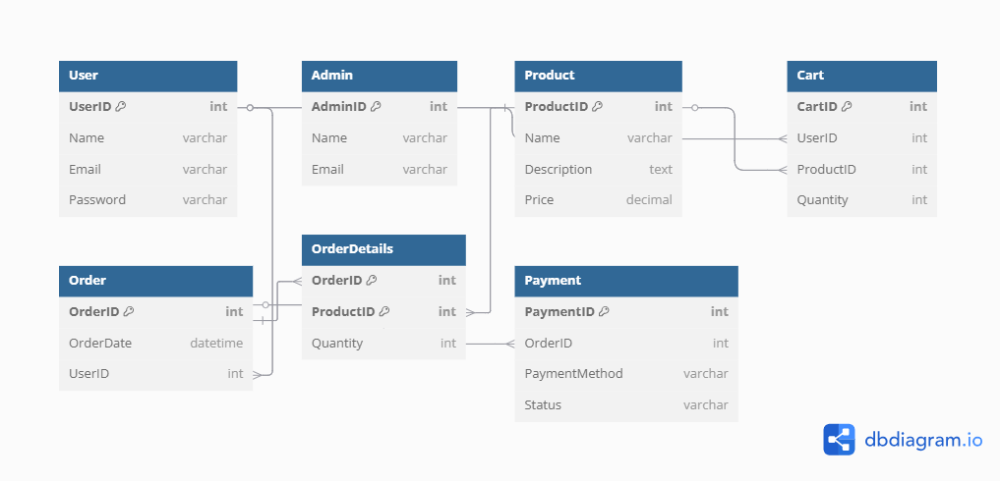 User
UserID int
Name varchar
Email varchar
Password varchar
Admin
AdminID int
Name varchar
Email varchar
Product
ProductID int
Name varchar
Description text
Price decimal
Cart
CartID int
UserID int
ProductID int
Quantity int
Order
OrderID int
OrderDate datetime
UserID int
OrderDetails
OrderID int
ProductID int
Quantity int
Payment
PaymentID int
OrderID int
PaymentMethod varchar
Status varchar
dbdiagram.io